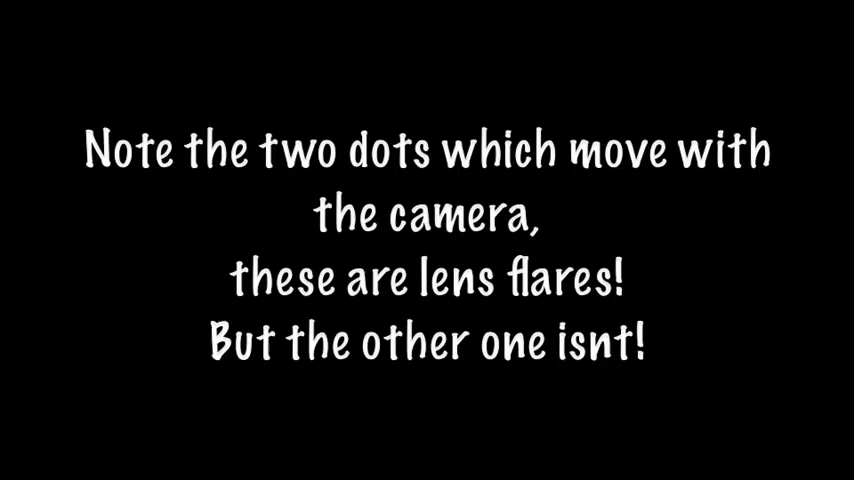 Note the two dots which move with
the camera,
these are lens flares!
But the other one isnt!